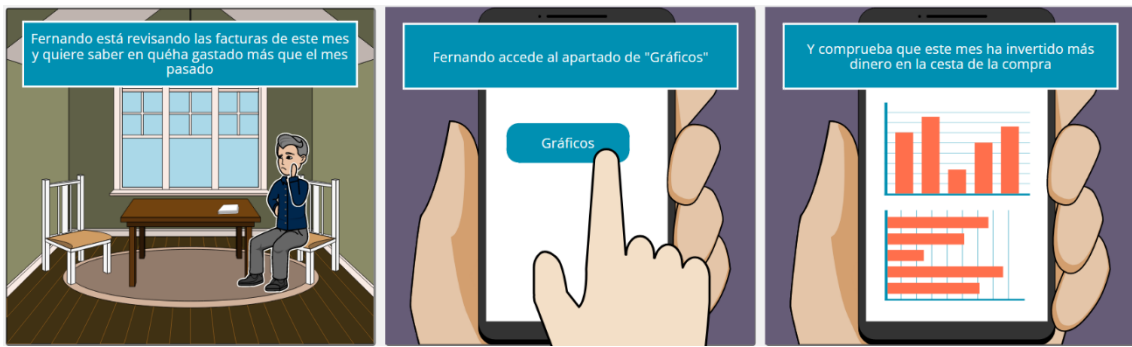 Fernando está revisando las facturas de este mes
y quiere saber en quéha gastado más que el mes
pasado
Fernando accede al apartado de "Gráficos"
Gráficos
Y comprueba que este mes ha invertido más
dinero en la cesta de la compra